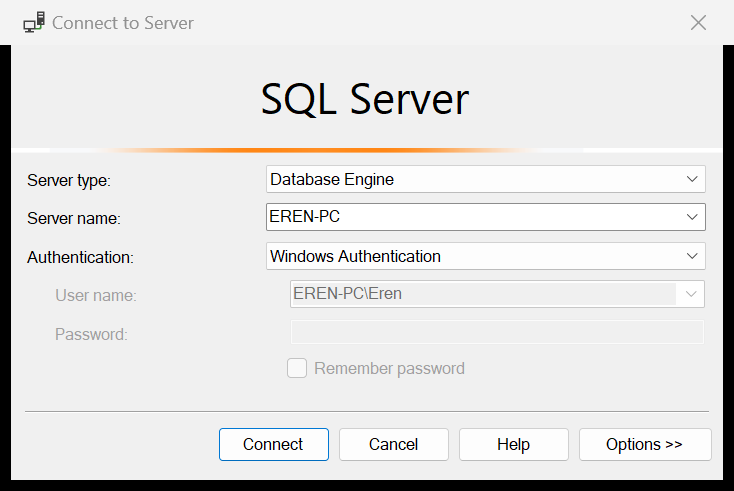 Connect to Server
SQL Server
Server type: Database Engine
Server name: EREN-PC
Authentication: Windows Authentication
User name: EREN-PC\Eren
Password:
Remember password
Connect Cancel Help Options >>